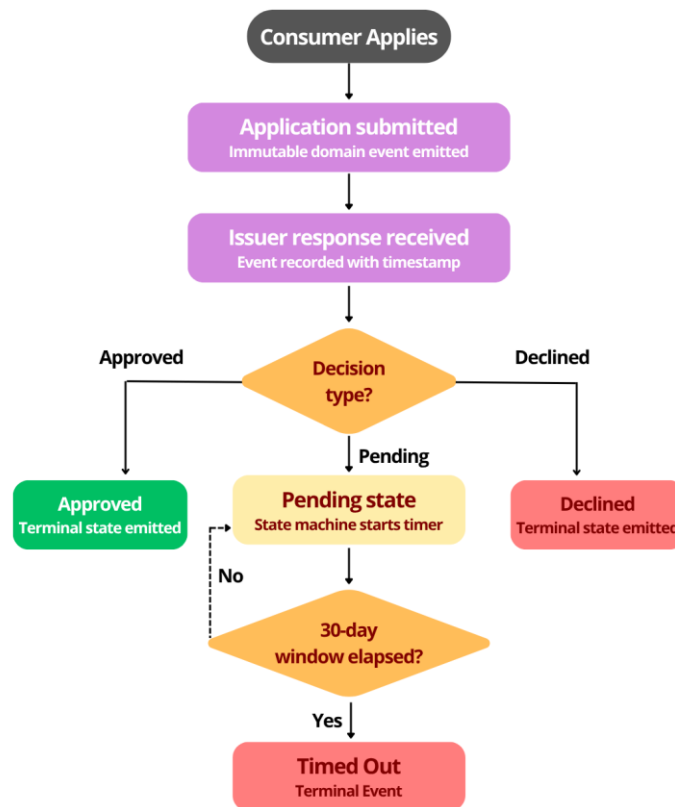 Consumer Applies
Application submitted
Immutable domain event emitted
Issuer response received
Event recorded with timestamp
Approved
Declined
Decision
type?
Pending
Approved
Terminal state emitted
Pending state
State machine starts timer
Declined
Terminal state emitted
No
30-day
window elapsed?
Yes
Timed Out
Terminal Event